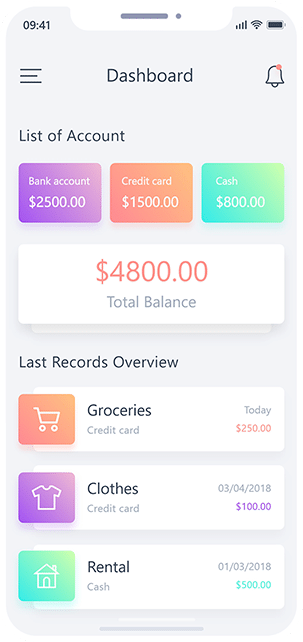 09:41
Dashboard
List of Account
Bank account
$2500.00
Credit card
$1500.00
Cash
$800.00
$4800.00
Total Balance
Last Records Overview
Groceries
Today
Credit card
$250.00
Clothes
03/04/2018
Credit card
$100.00
Rental
01/03/2018
Cash
$500.00